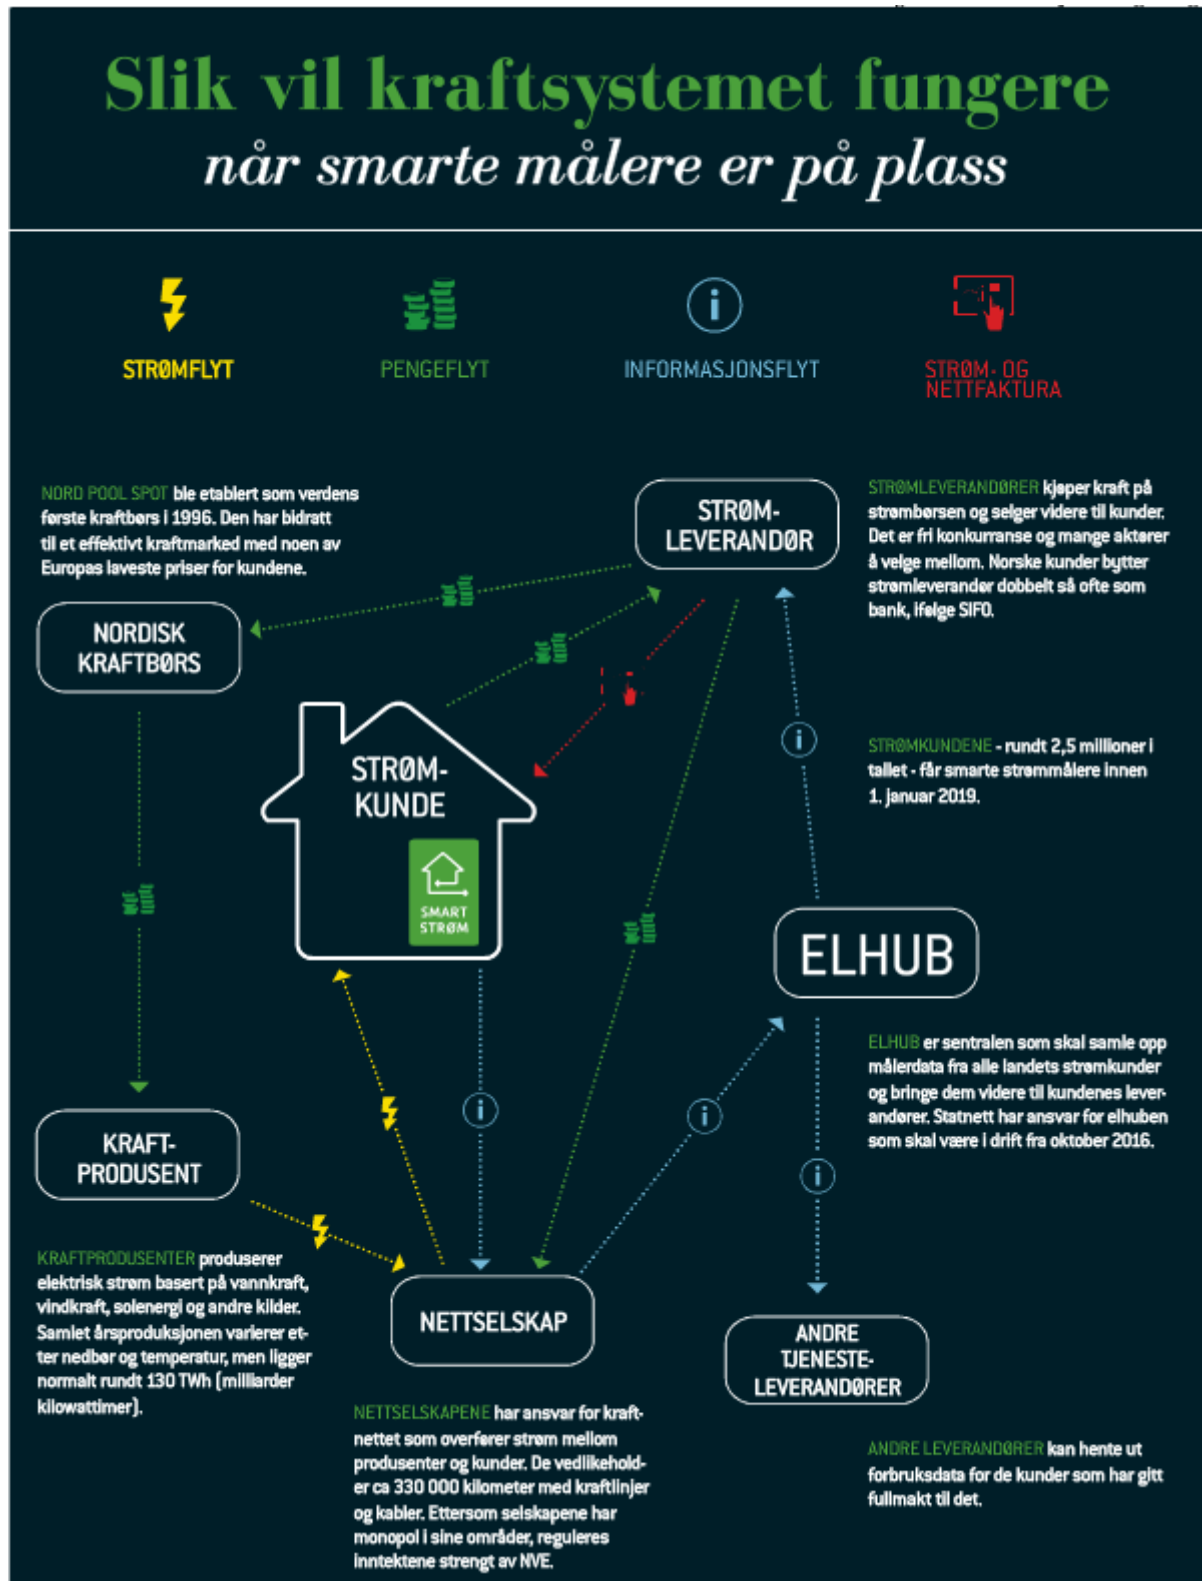 Slik vil kraftsystemet fungere
når smarte målere er på plass
STRØMFLYT
PENGEFLYT
INFORMASJONSFLYT
STRØM- OG
NETTFAKTURA
NORD POOL SPOT ble etablert som verdens
første kraftbørs i 1996. Den har bidratt
til et effektivt kraftmarked med noen av
Europas laveste priser for kundene.
STRØM-
LEVERANDØR
STRØMLEVERANDØRER kjøper kraft på
strømbørsen og selger videre til kunder.
Det er fri konkurranse og mange aktører
å velge mellom. Norske kunder bytter
strømleverandør dobbelt så ofte som
bank, ifølge SIFO.
NORDISK
KRAFTBØRS
STRØM-
KUNDE
SMART
STRØM
STRØMKUNDENE - rundt 2,5 millioner i
tallet - får smarte strømmålere innen
1. januar 2019.
ELHUB
ELHUB er sentralen som skal samle opp
målerdata fra alle landets strømkunder
og bringe dem videre til kundenes lever-
andører. Statnett har ansvar for elhuben
som skal være i drift fra oktober 2016.
KRAFT-
PRODUSENT
KRAFTPRODUSENTER produserer
elektrisk strøm basert på vannkraft,
vindkraft, solenergi og andre kilder.
Samlet årsproduksjonen varierer et-
ter nedbør og temperatur, men ligger
normalt rundt 130 TWh (milliarder
kilowattimer).
NETTSELSKAP
NETTSELSKAPENE har ansvar for kraft-
nettet som overfører strøm mellom
produsenter og kunder. De vedlikehold-
er ca 330 000 kilometer med kraftlinjer
og kabler. Ettersom selskapene har
monopol i sine områder, reguleres
inntektene strengt av NVE.
ANDRE
TJENESTE-
LEVERANDØRER
ANDRE LEVERANDØRER kan hente ut
forbruksdata for de kunder som har gitt
fullmakt til det.